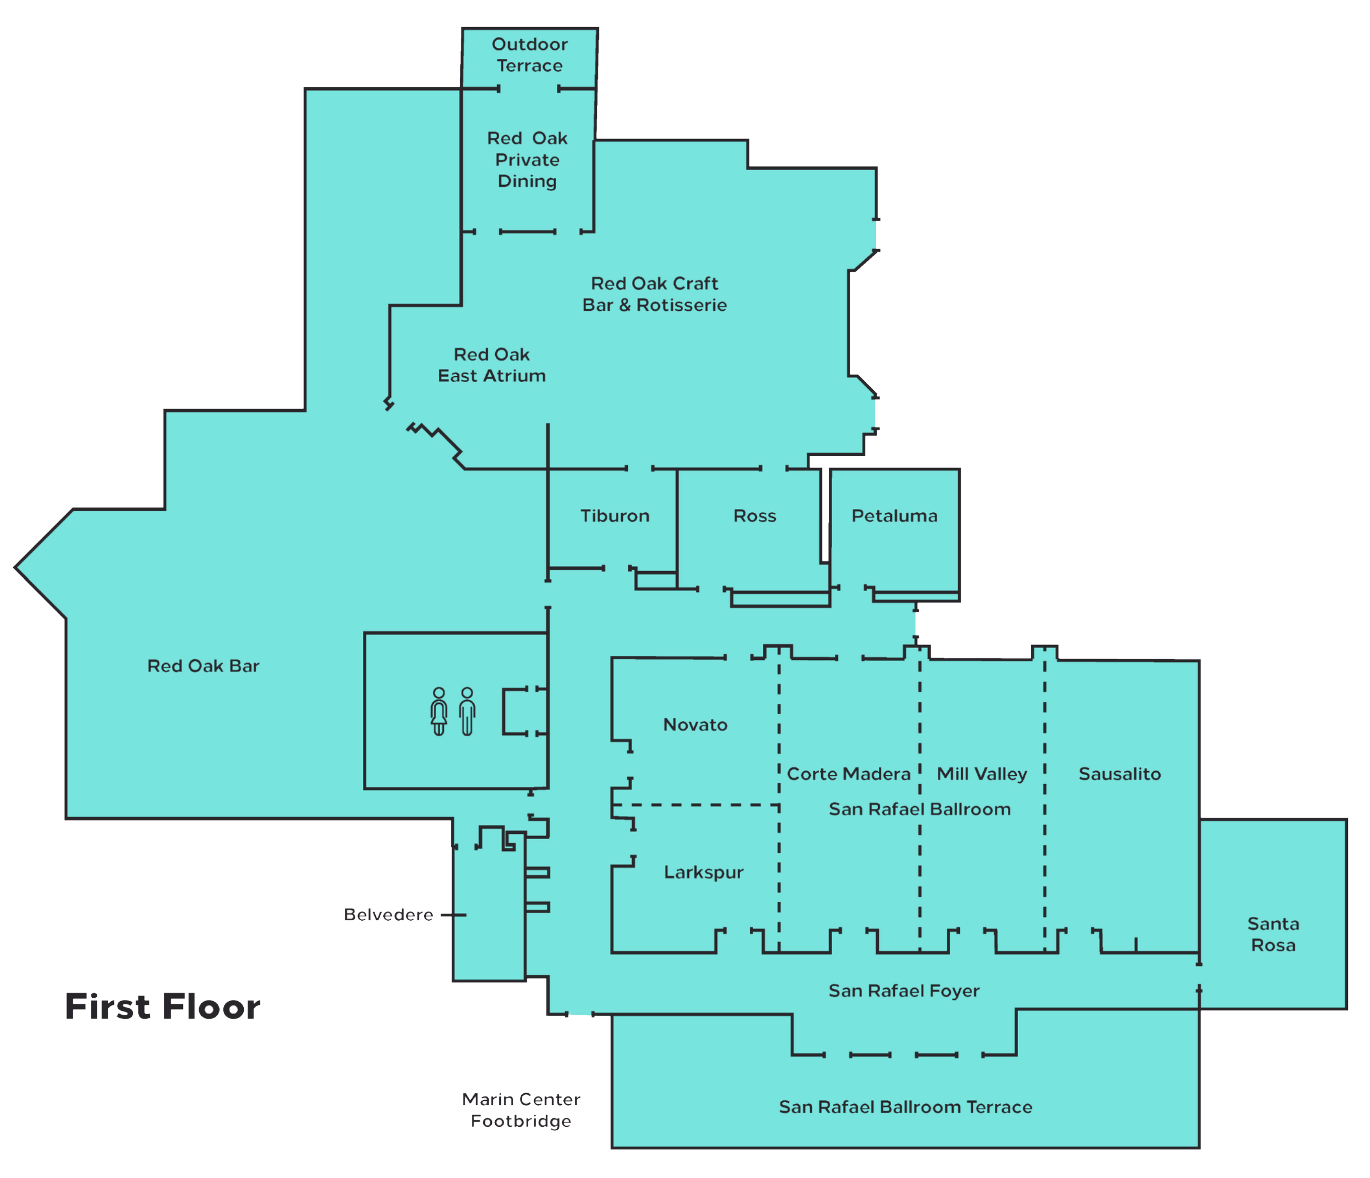 Outdoor
Terrace
Red Oak
Private
Dining
Red Oak Craft
Bar & Rotisserie
Red Oak
East Atrium
Tiburon
Ross
Petaluma
Red Oak Bar
Novato
Corte Madera
Mill Valley
Sausalito
San Rafael Ballroom
Larkspur
Belvedere
Santa
Rosa
San Rafael Foyer
First Floor
Marin Center
Footbridge
San Rafael Ballroom Terrace